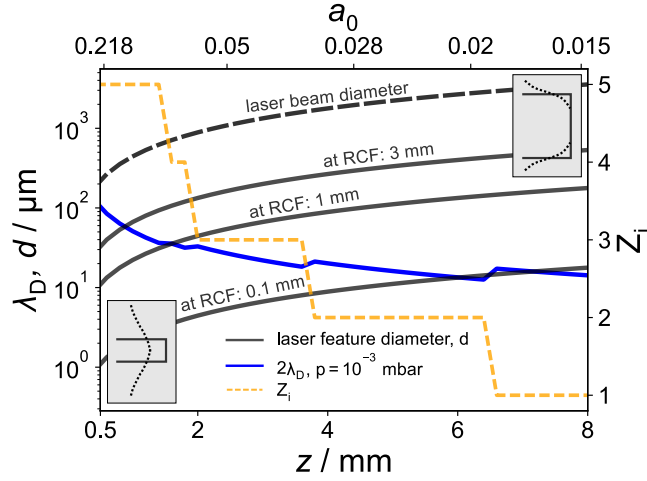 a₀
0.218 0.05 0.028 0.02 0.015
10³
10²
10¹
10⁰
λ_D, d / μm
laser beam diameter
at RCF: 3 mm
at RCF: 1 mm
at RCF: 0.1 mm
laser feature diameter, d
2λ_D, p = 10⁻³ mbar
Z_i
5
4
3
2
1
Z_i
0.5 2 4 6 8
z / mm